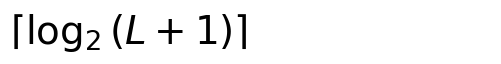 ⌈log₂ (L + 1)⌉